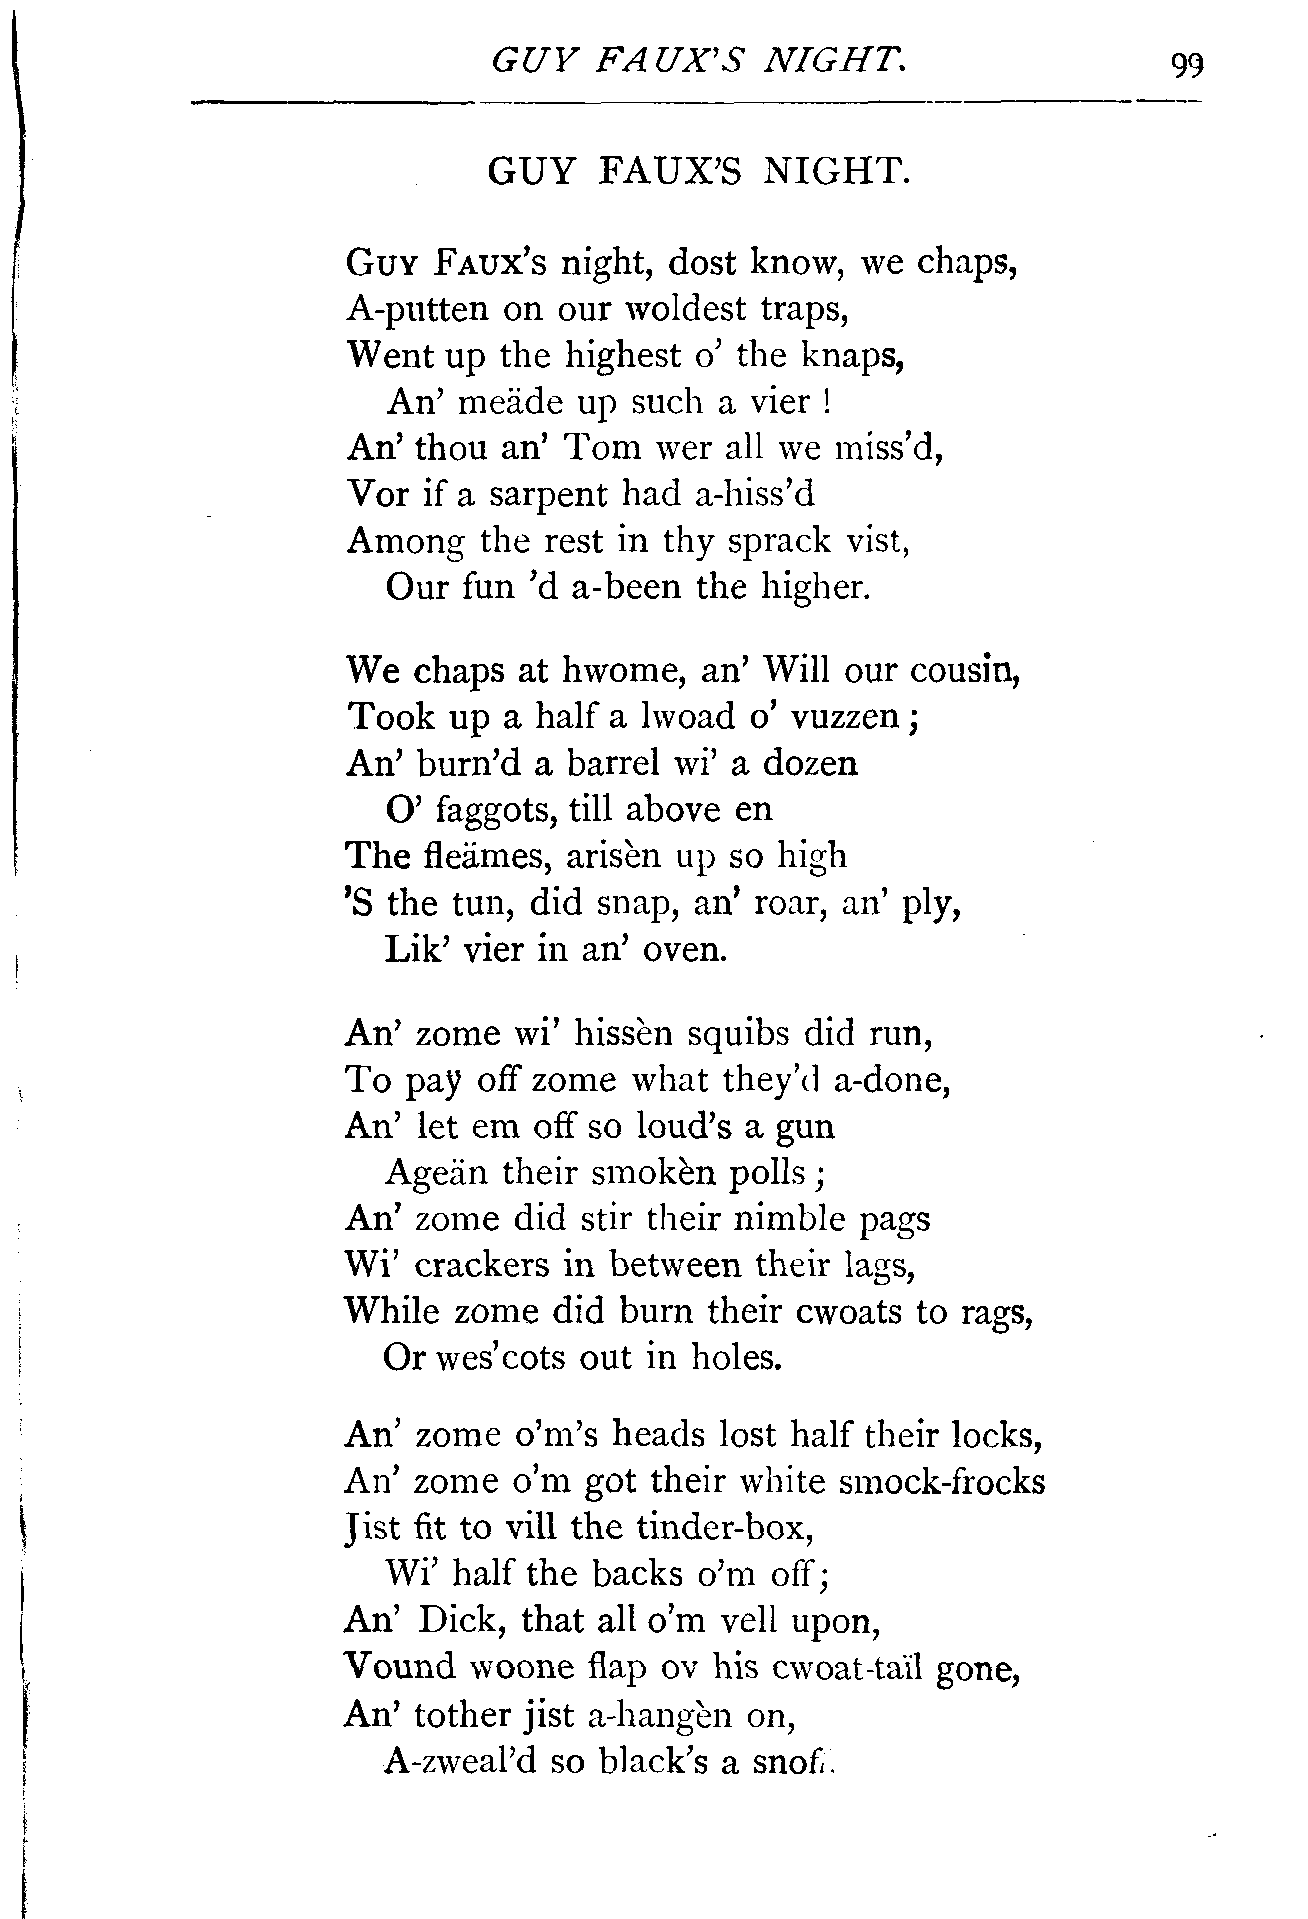 GUY FAUX'S NIGHT. 99
GUY FAUX'S NIGHT.
GUY FAUX'S night, dost know, we chaps,
A-putten on our woldest traps,
Went up the highest o' the knaps,
An' meäde up such a vier !
An' thou an' Tom wer all we miss'd,
Vor if a sarpent had a-hiss'd
Among the rest in thy sprack vist,
Our fun 'd a-been the higher.
We chaps at hwome, an' Will our cousin,
Took up a half a lwoad o' vuzzen ;
An' burn'd a barrel wi' a dozen
O' faggots, till above en
The fleämes, arisèn up so high
'S the tun, did snap, an' roar, an' ply,
Lik' vier in an' oven.
An' zome wi' hissèn squibs did run,
To pay off zome what they'd a-done,
An' let em off so loud's a gun
Ageän their smokèn polls ;
An' zome did stir their nimble pags
Wi' crackers in between their lags,
While zome did burn their cwoats to rags,
Or wes'cots out in holes.
An' zome o'm's heads lost half their locks,
An' zome o'm got their white smock-frocks
Jist fit to vill the tinder-box,
Wi' half the backs o'm off ;
An' Dick, that all o'm vell upon,
Vound woone flap ov his cwoat-taïl gone,
An' tother jist a-hangèn on,
A-zweal'd so black's a